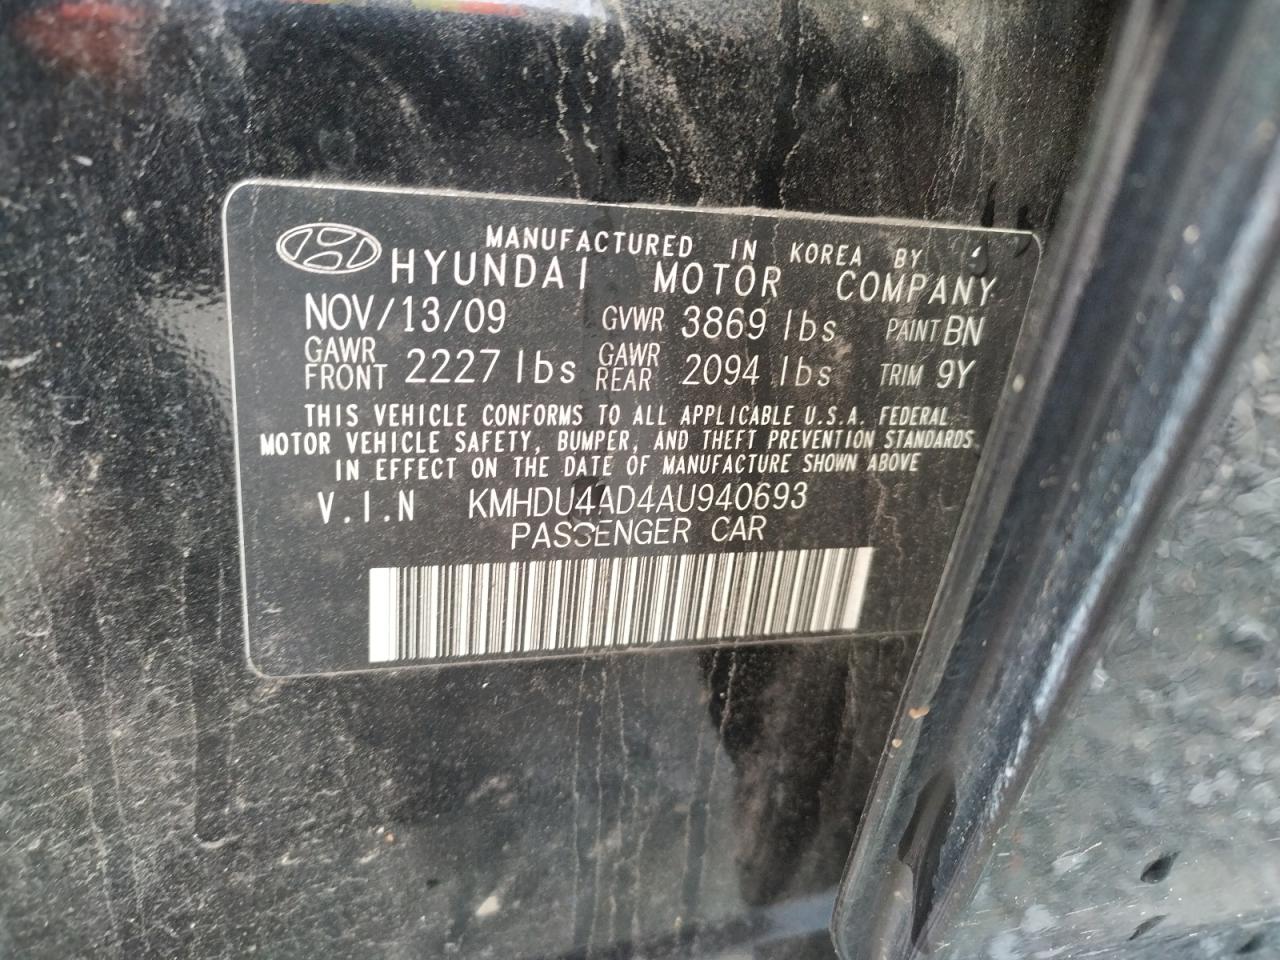 MANUFACTURED IN KOREA BY
HYUNDAI MOTOR COMPANY
NOV/13/09 GVWR 3869 lbs PAINT BN
GAWR FRONT 2227 lbs GAWR REAR 2094 lbs TRIM 9Y
THIS VEHICLE CONFORMS TO ALL APPLICABLE U.S.A. FEDERAL
MOTOR VEHICLE SAFETY, BUMPER, AND THEFT PREVENTION STANDARDS
IN EFFECT ON THE DATE OF MANUFACTURE SHOWN ABOVE
V.I.N KMHDU4AD4AU940693
PASSENGER CAR